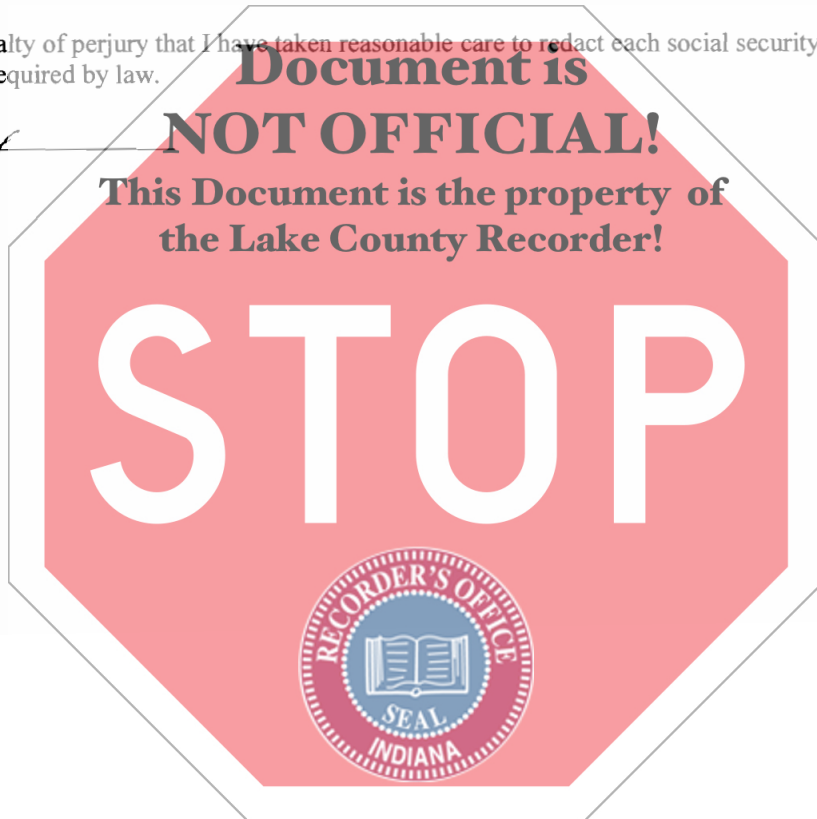 alty of perjury that I have taken reasonable care to redact each social security
equired by law.
Document is
NOT OFFICIAL!
This Document is the property of
the Lake County Recorder!
STOP
RECORDER'S OFFICE
SEAL
INDIANA